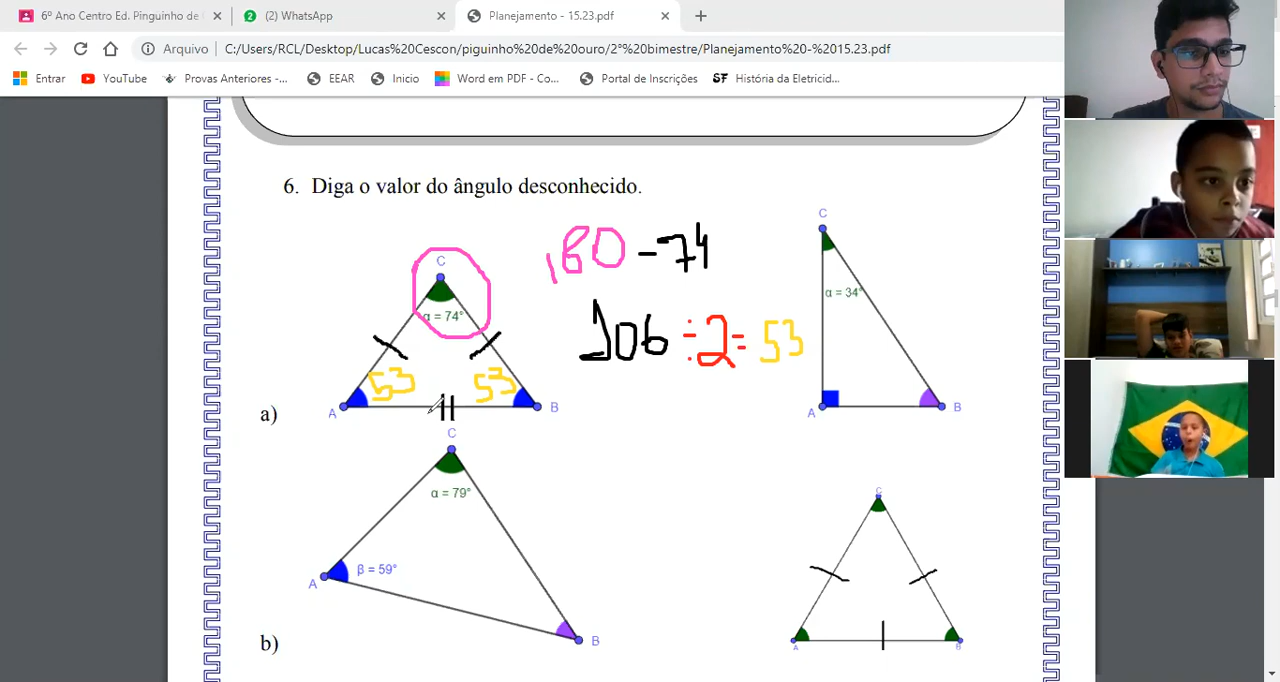 6º Ano Centro Ed. Pinguinho de
(2) WhatsApp
Planejamento - 15.23.pdf
Arquivo
C:/Users/RCL/Desktop/Lucas%20Cescon/piguinho%20de%20ouro/2°%20bimestre/Planejamento%20-%2015.23.pdf
Entrar
YouTube
Provas Anteriores -...
EEAR
Inicio
Word em PDF - Co...
Portal de Inscrições
SF História da Eletricid...
6. Diga o valor do ângulo desconhecido.
C
α = 74°
53 53
A B
a)
180 - 74
106 ÷ 2 = 53
C
α = 34°
A B
C
α = 79°
A β = 59°
B
b)
C
A B